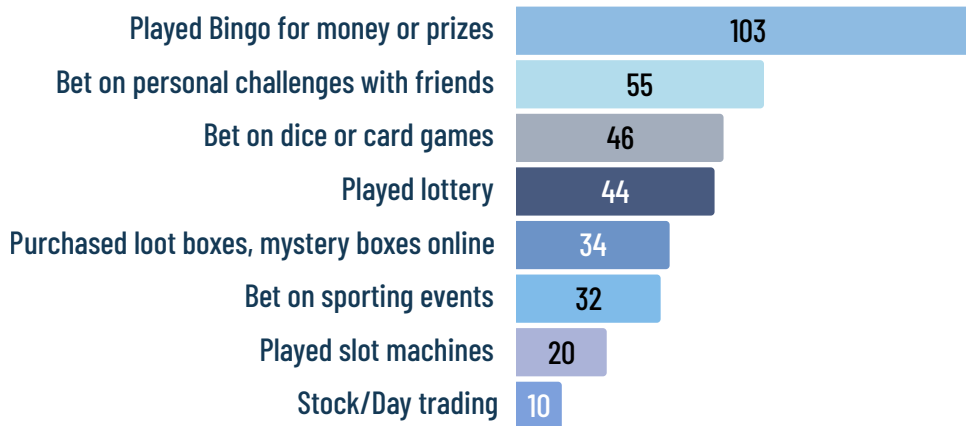 Played Bingo for money or prizes 103
Bet on personal challenges with friends 55
Bet on dice or card games 46
Played lottery 44
Purchased loot boxes, mystery boxes online 34
Bet on sporting events 32
Played slot machines 20
Stock/Day trading 10